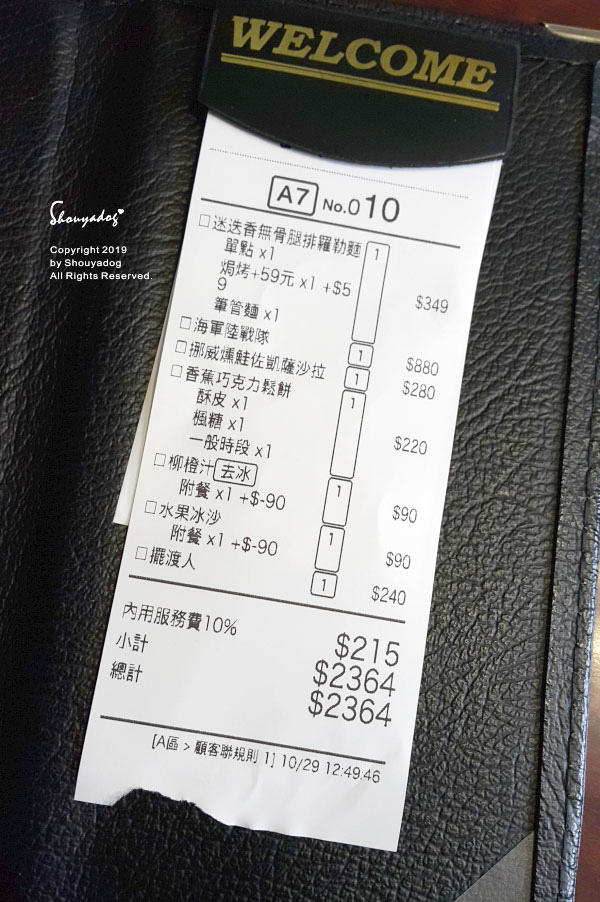 WELCOME
A7 No.010
□迷迭香無骨腿排羅勒麵 1 $349
單點 x1
焗烤+59元 x1 +$5
9
筆管麵 x1
□海軍陸戰隊 1 $880
□挪威燻鮭佐凱薩沙拉 1 $280
□香蕉巧克力鬆餅 1 $220
酥皮 x1
楓糖 x1
一般時段 x1
□柳橙汁 去冰 1 $90
附餐 x1 +$-90
□水果冰沙 1 $90
附餐 x1 +$-90
□擺渡人 1 $240
內用服務費10% $215
小計 $2364
總計 $2364
[A區 > 顧客聯規則 1] 10/29 12:49:46
Shouyadog
Copyright 2019
by Shouyadog
All Rights Reserved.